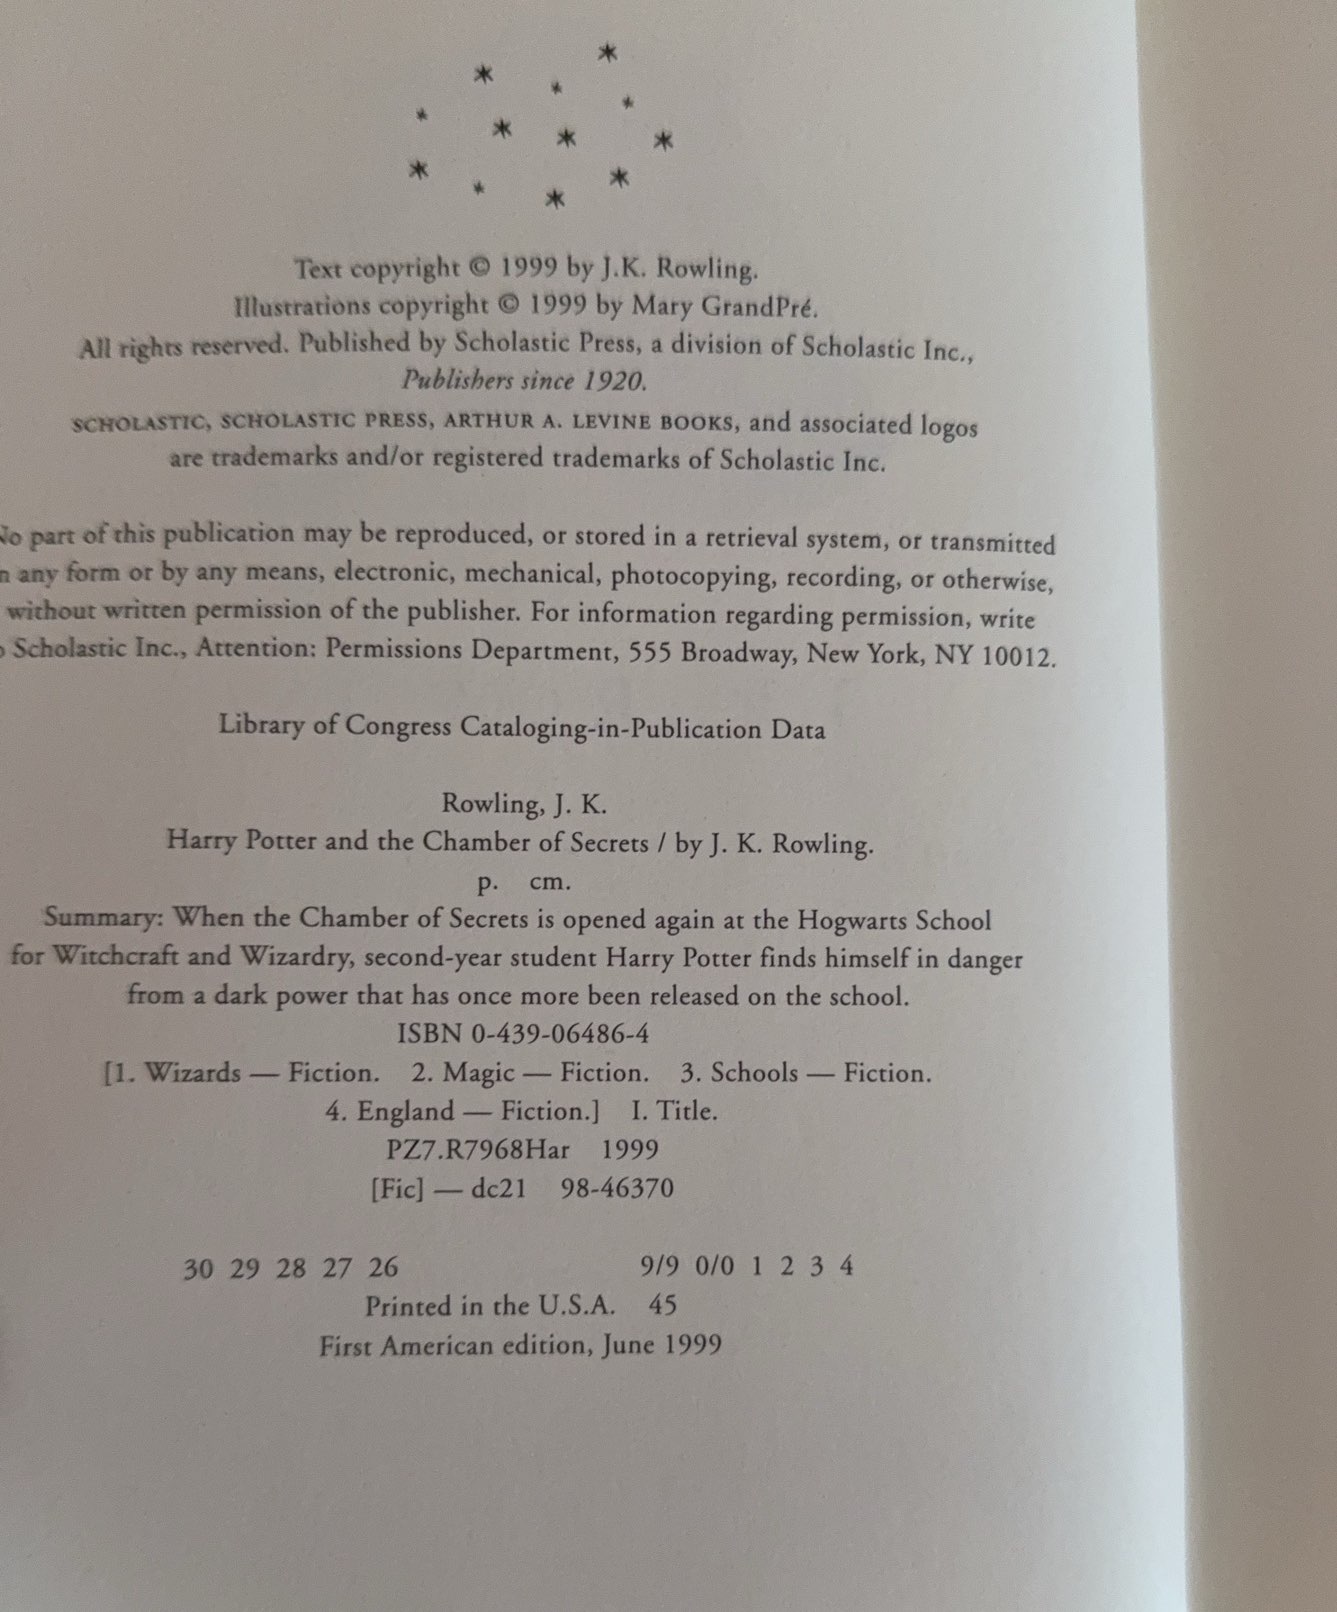 Text copyright © 1999 by J.K. Rowling.
Illustrations copyright © 1999 by Mary GrandPré.
All rights reserved. Published by Scholastic Press, a division of Scholastic Inc.,
Publishers since 1920.
SCHOLASTIC, SCHOLASTIC PRESS, ARTHUR A. LEVINE BOOKS, and associated logos
are trademarks and/or registered trademarks of Scholastic Inc.
No part of this publication may be reproduced, or stored in a retrieval system, or transmitted
any form or by any means, electronic, mechanical, photocopying, recording, or otherwise,
without written permission of the publisher. For information regarding permission, write
Scholastic Inc., Attention: Permissions Department, 555 Broadway, New York, NY 10012.
Library of Congress Cataloging-in-Publication Data
Rowling, J. K.
Harry Potter and the Chamber of Secrets / by J. K. Rowling.
p. cm.
Summary: When the Chamber of Secrets is opened again at the Hogwarts School
for Witchcraft and Wizardry, second-year student Harry Potter finds himself in danger
from a dark power that has once more been released on the school.
ISBN 0-439-06486-4
[1. Wizards — Fiction. 2. Magic — Fiction. 3. Schools — Fiction.
4. England — Fiction.] I. Title.
PZ7.R7968Har 1999
[Fic] — dc21 98-46370
30 29 28 27 26 9/9 0/0 1 2 3 4
Printed in the U.S.A. 45
First American edition, June 1999